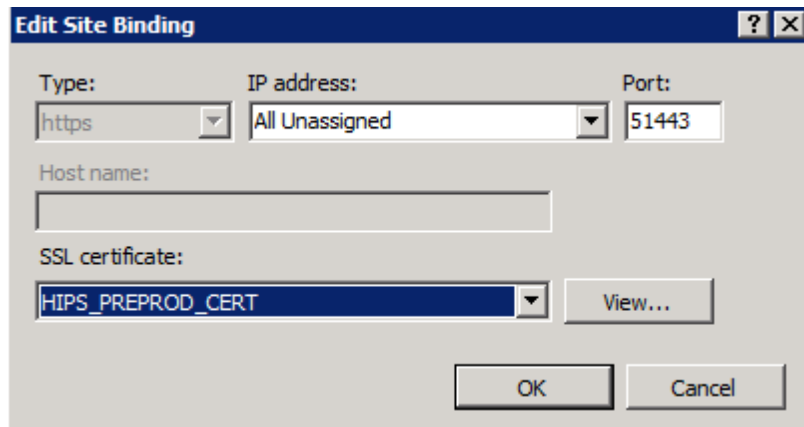 Edit Site Binding
Type: IP address: Port:
https All Unassigned 51443
Host name:
SSL certificate:
HIPS_PREPROD_CERT View...
OK Cancel